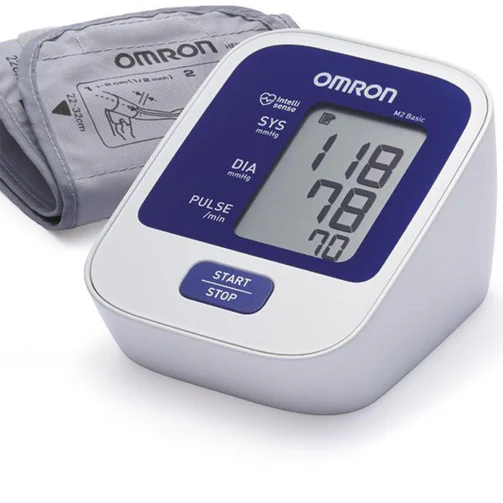 OMRON
22-32cm
2
OMRON
M2 Basic
Intelli
sense
SYS
mmHg
118
DIA
mmHg
78
PULSE
/min
70
START
STOP